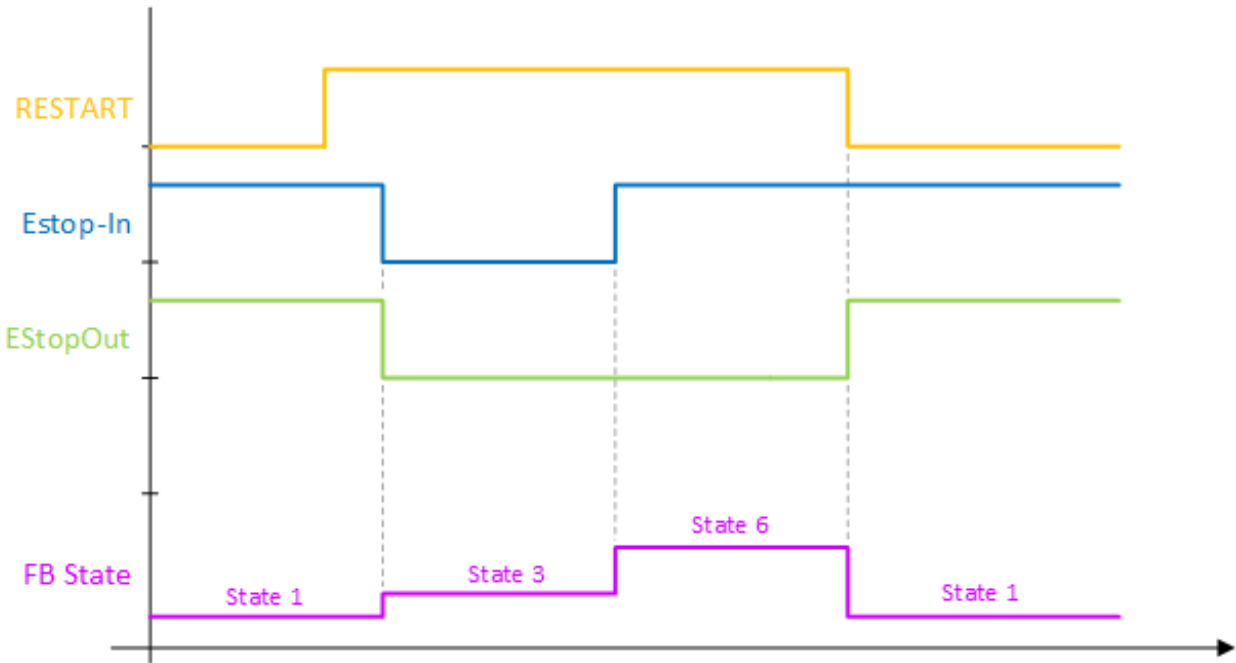 RESTART
Estop-In
EStopOut
State 6
FB State
State 3
State 1
State 1